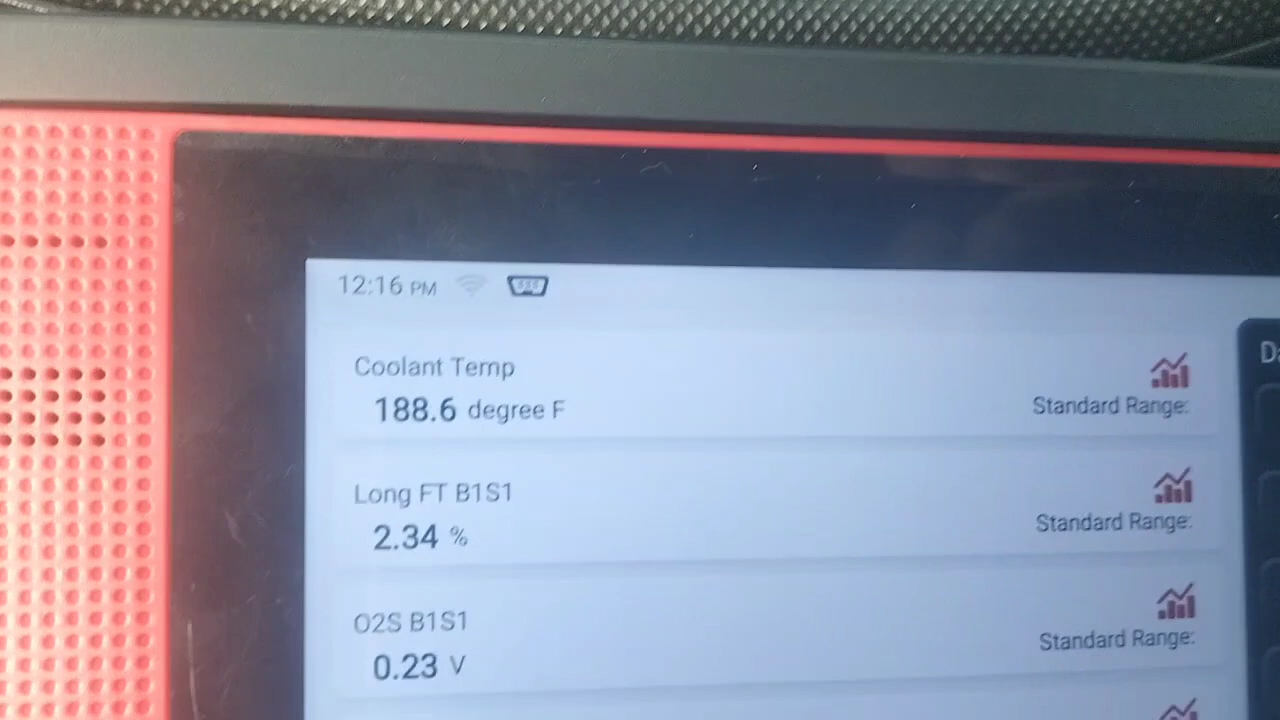 12:16 PM
Coolant Temp
188.6 degree F
Standard Range:
Long FT B1S1
2.34 %
Standard Range:
O2S B1S1
0.23 V
Standard Range: